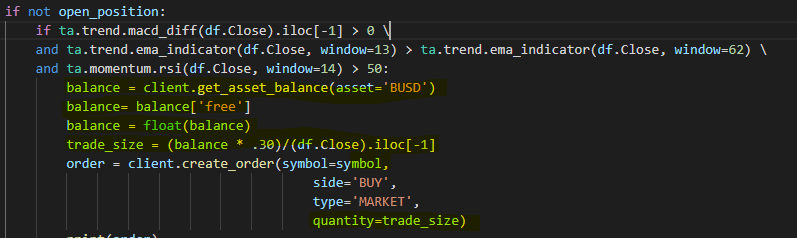 if not open_position:
if ta.trend.macd_diff(df.Close).iloc[-1] > 0 \
and ta.trend.ema_indicator(df.Close, window=13) > ta.trend.ema_indicator(df.Close, window=62) \
and ta.momentum.rsi(df.Close, window=14) > 50:
balance = client.get_asset_balance(asset='BUSD')
balance= balance['free']
balance = float(balance)
trade_size = (balance * .30)/(df.Close).iloc[-1]
order = client.create_order(symbol=symbol,
side='BUY',
type='MARKET',
quantity=trade_size)
print(order)